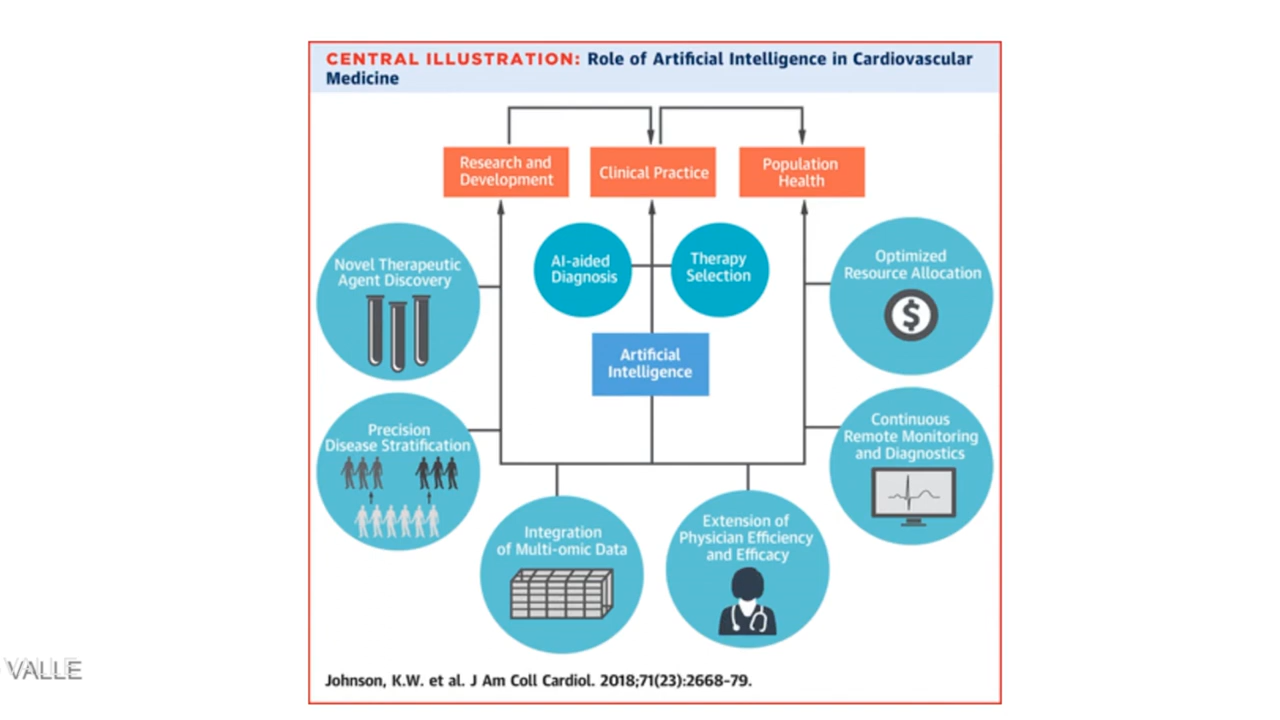 CENTRAL ILLUSTRATION: Role of Artificial Intelligence in Cardiovascular
Medicine
Research and
Development
Clinical Practice
Population
Health
Novel Therapeutic
Agent Discovery
AI-aided
Diagnosis
Therapy
Selection
Optimized
Resource Allocation
$
Artificial
Intelligence
Precision
Disease Stratification
Continuous
Remote Monitoring
and Diagnostics
Integration
of Multi-omic Data
Extension of
Physician Efficiency
and Efficacy
VALLE
Johnson, K.W. et al. J Am Coll Cardiol. 2018;71(23):2668–79.